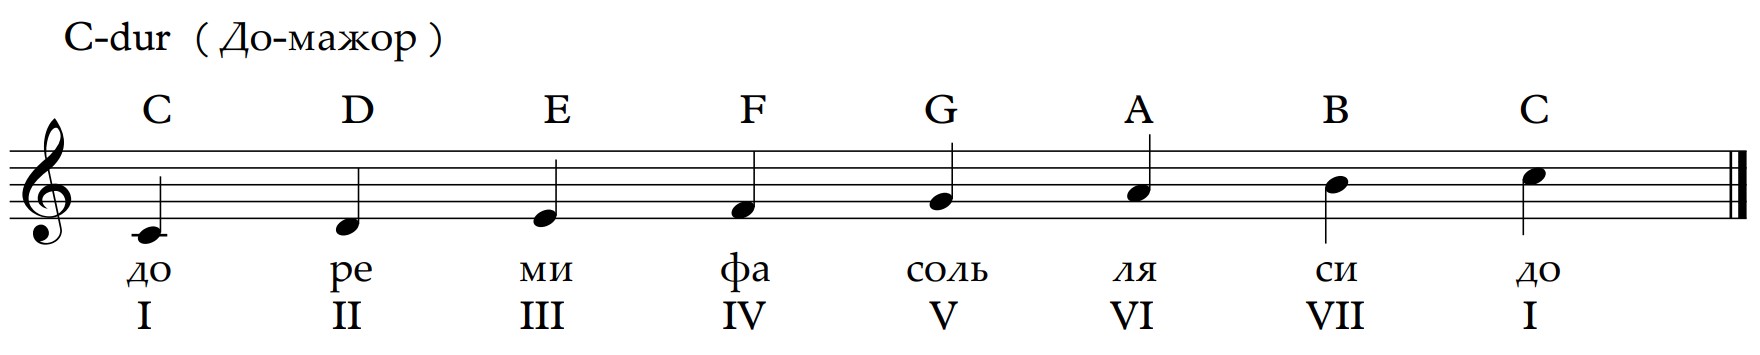 C-dur ( До-мажор )
C D E F G A B C
до ре ми фа соль ля си до
I II III IV V VI VII I